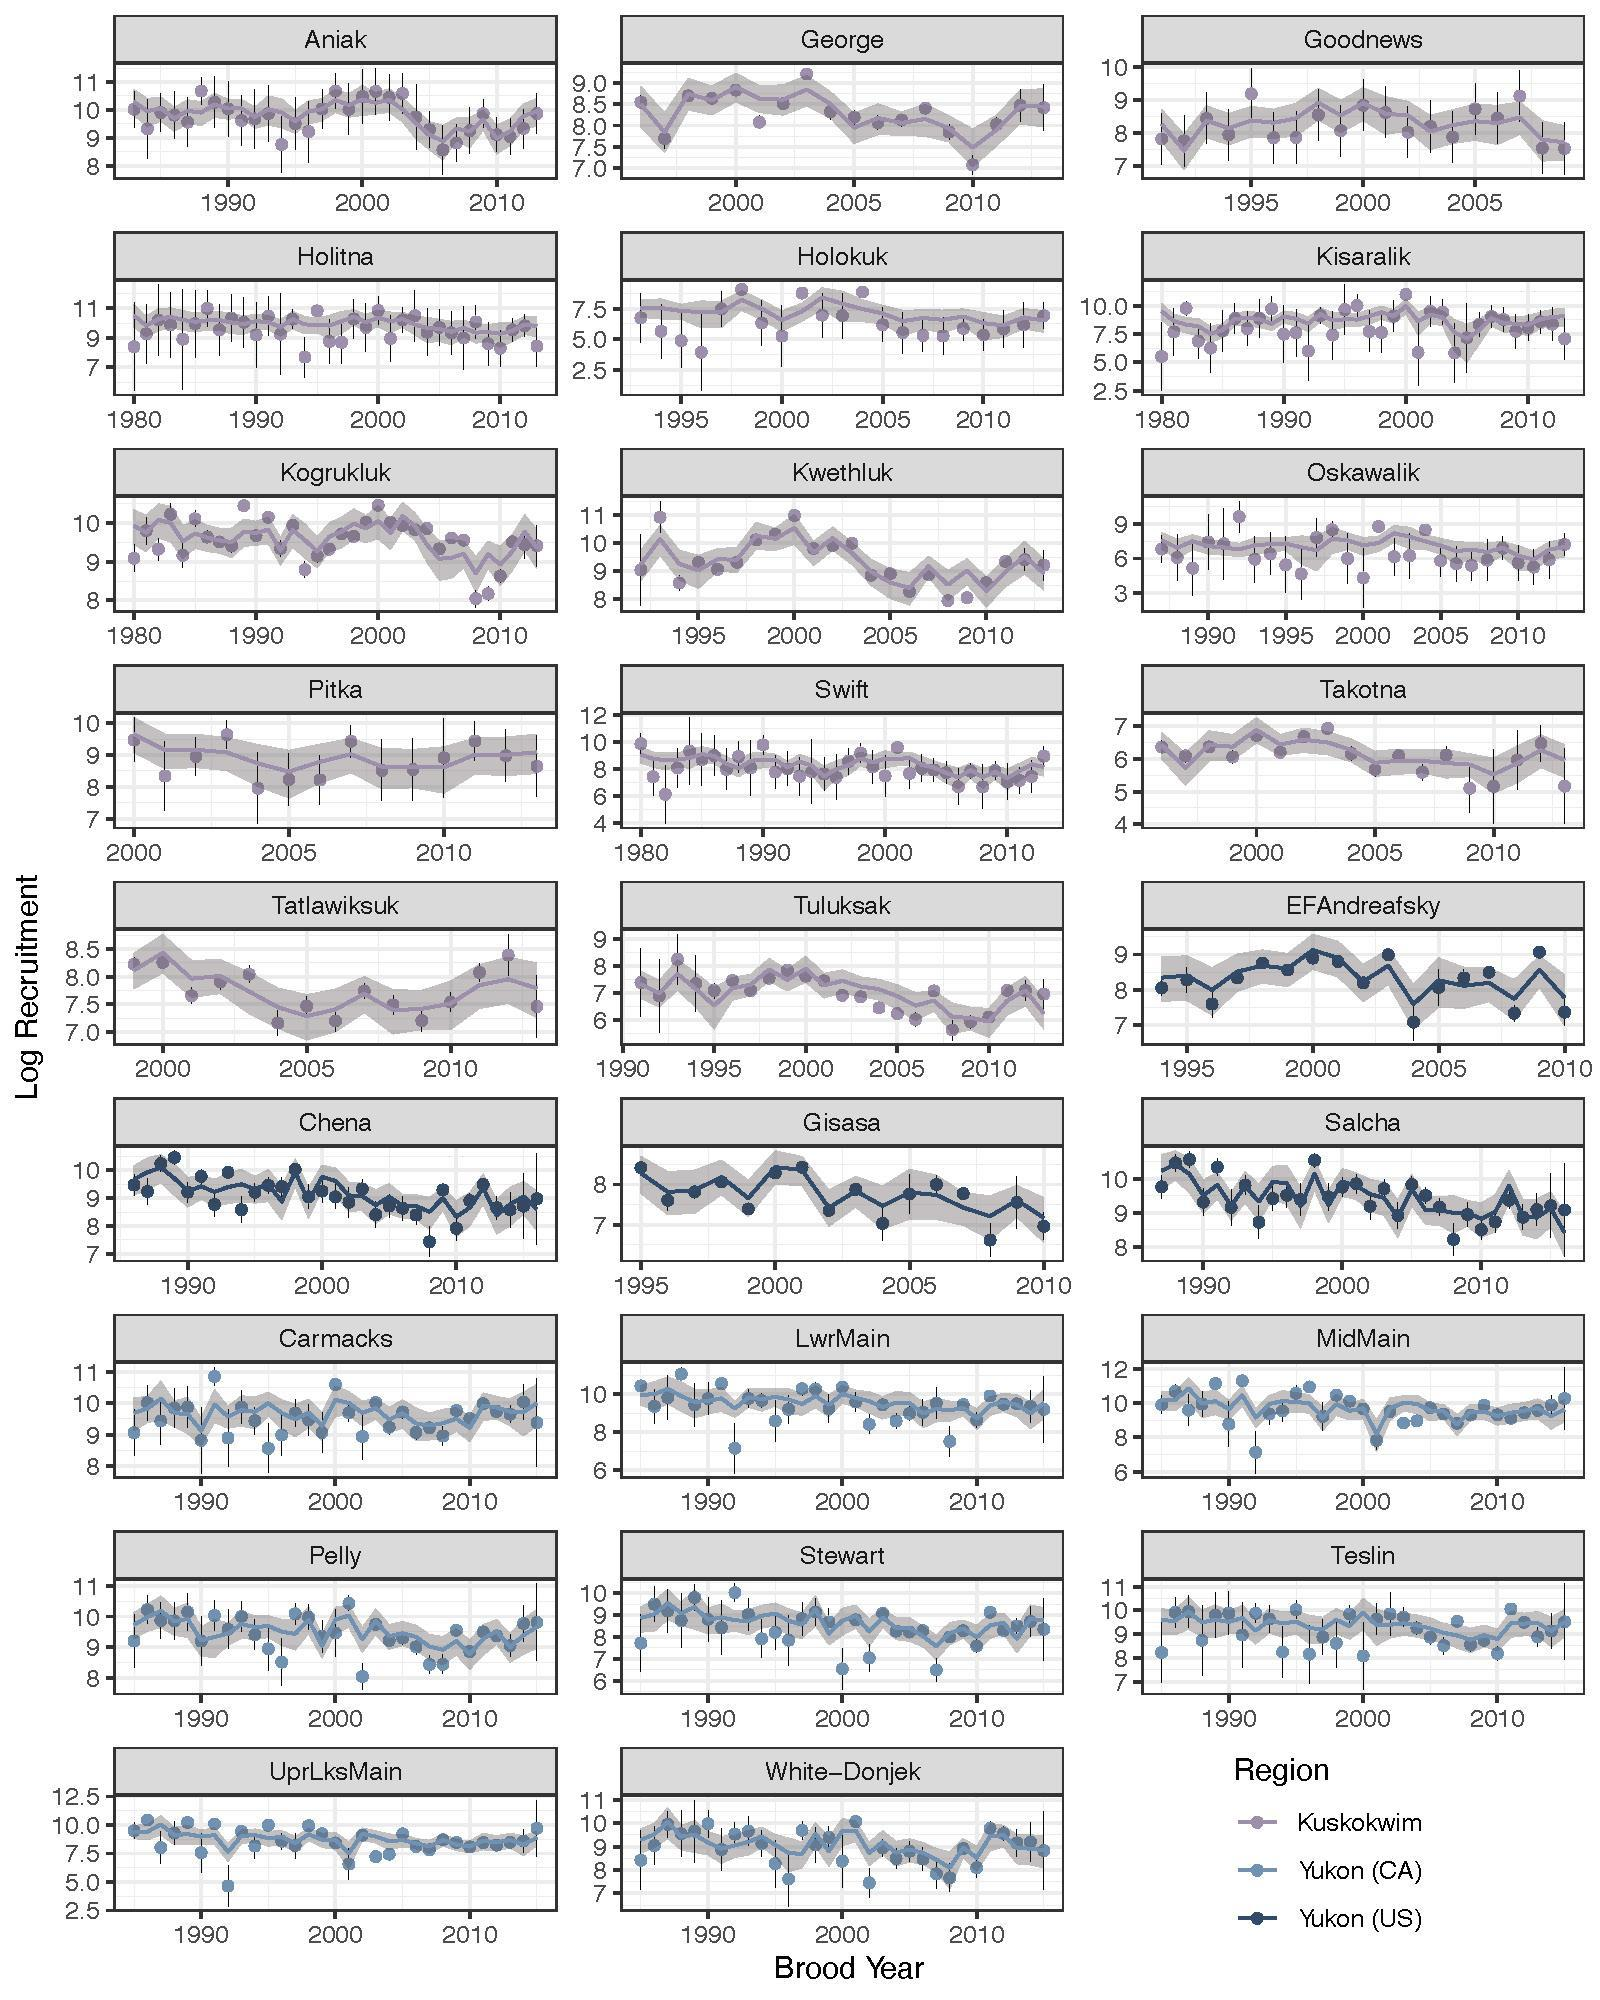 Aniak George Goodnews
11 10 9 8
9.0 8.5 8.0 7.5 7.0
10 9 8 7
1990 2000 2010
2000 2005 2010
1995 2000 2005
Holitna Holokuk Kisaralik
11 9 7
7.5 5.0 2.5
10.0 7.5 5.0 2.5
1980 1990 2000 2010
1995 2000 2005 2010
1980 1990 2000 2010
Kogrukluk Kwethluk Oskawalik
10 9 8
11 10 9 8
9 6 3
1980 1990 2000 2010
1995 2000 2005 2010
1990 1995 2000 2005 2010
Pitka Swift Takotna
10 9 8 7
12 10 8 6 4
7 6 5 4
2000 2005 2010
1980 1990 2000 2010
2000 2005 2010
Log Recruitment
Tatlawiksuk Tuluksak EFAndreafsky
8.5 8.0 7.5 7.0
9 8 7 6
9 8 7
2000 2005 2010
1990 1995 2000 2005 2010
1995 2000 2005 2010
Chena Gisasa Salcha
10 9 8 7
8 7
10 9 8
1990 2000 2010
1995 2000 2005 2010
1990 2000 2010
Carmacks LwrMain MidMain
11 10 9 8
10 8 6
12 10 8 6
1990 2000 2010
1990 2000 2010
1990 2000 2010
Pelly Stewart Teslin
11 10 9 8
10 9 8 7 6
11 10 9 8 7
1990 2000 2010
1990 2000 2010
1990 2000 2010
UprLksMain White−Donjek
12.5 10.0 7.5 5.0 2.5
11 10 9 8 7
1990 2000 2010
1990 2000 2010
Brood Year
Region
Kuskokwim
Yukon (CA)
Yukon (US)